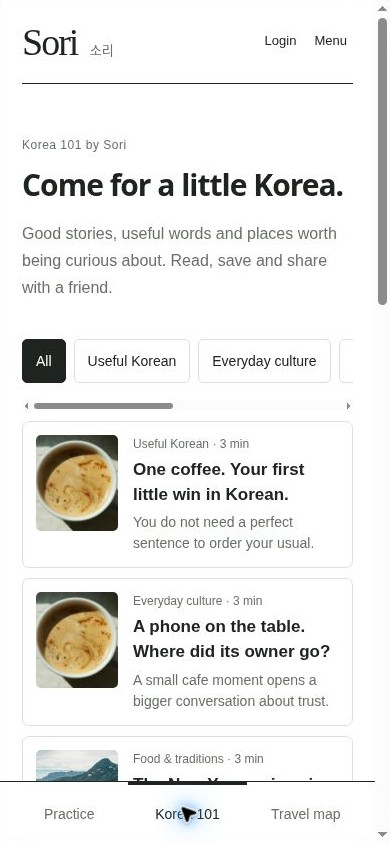 Sori 소리
Login Menu
Korea 101 by Sori
Come for a little Korea.
Good stories, useful words and places worth
being curious about. Read, save and share
with a friend.
All Useful Korean Everyday culture
Useful Korean · 3 min
One coffee. Your first
little win in Korean.
You do not need a perfect
sentence to order your usual.
Everyday culture · 3 min
A phone on the table.
Where did its owner go?
A small cafe moment opens a
bigger conversation about trust.
Food & traditions · 3 min
Practice Korea 101 Travel map